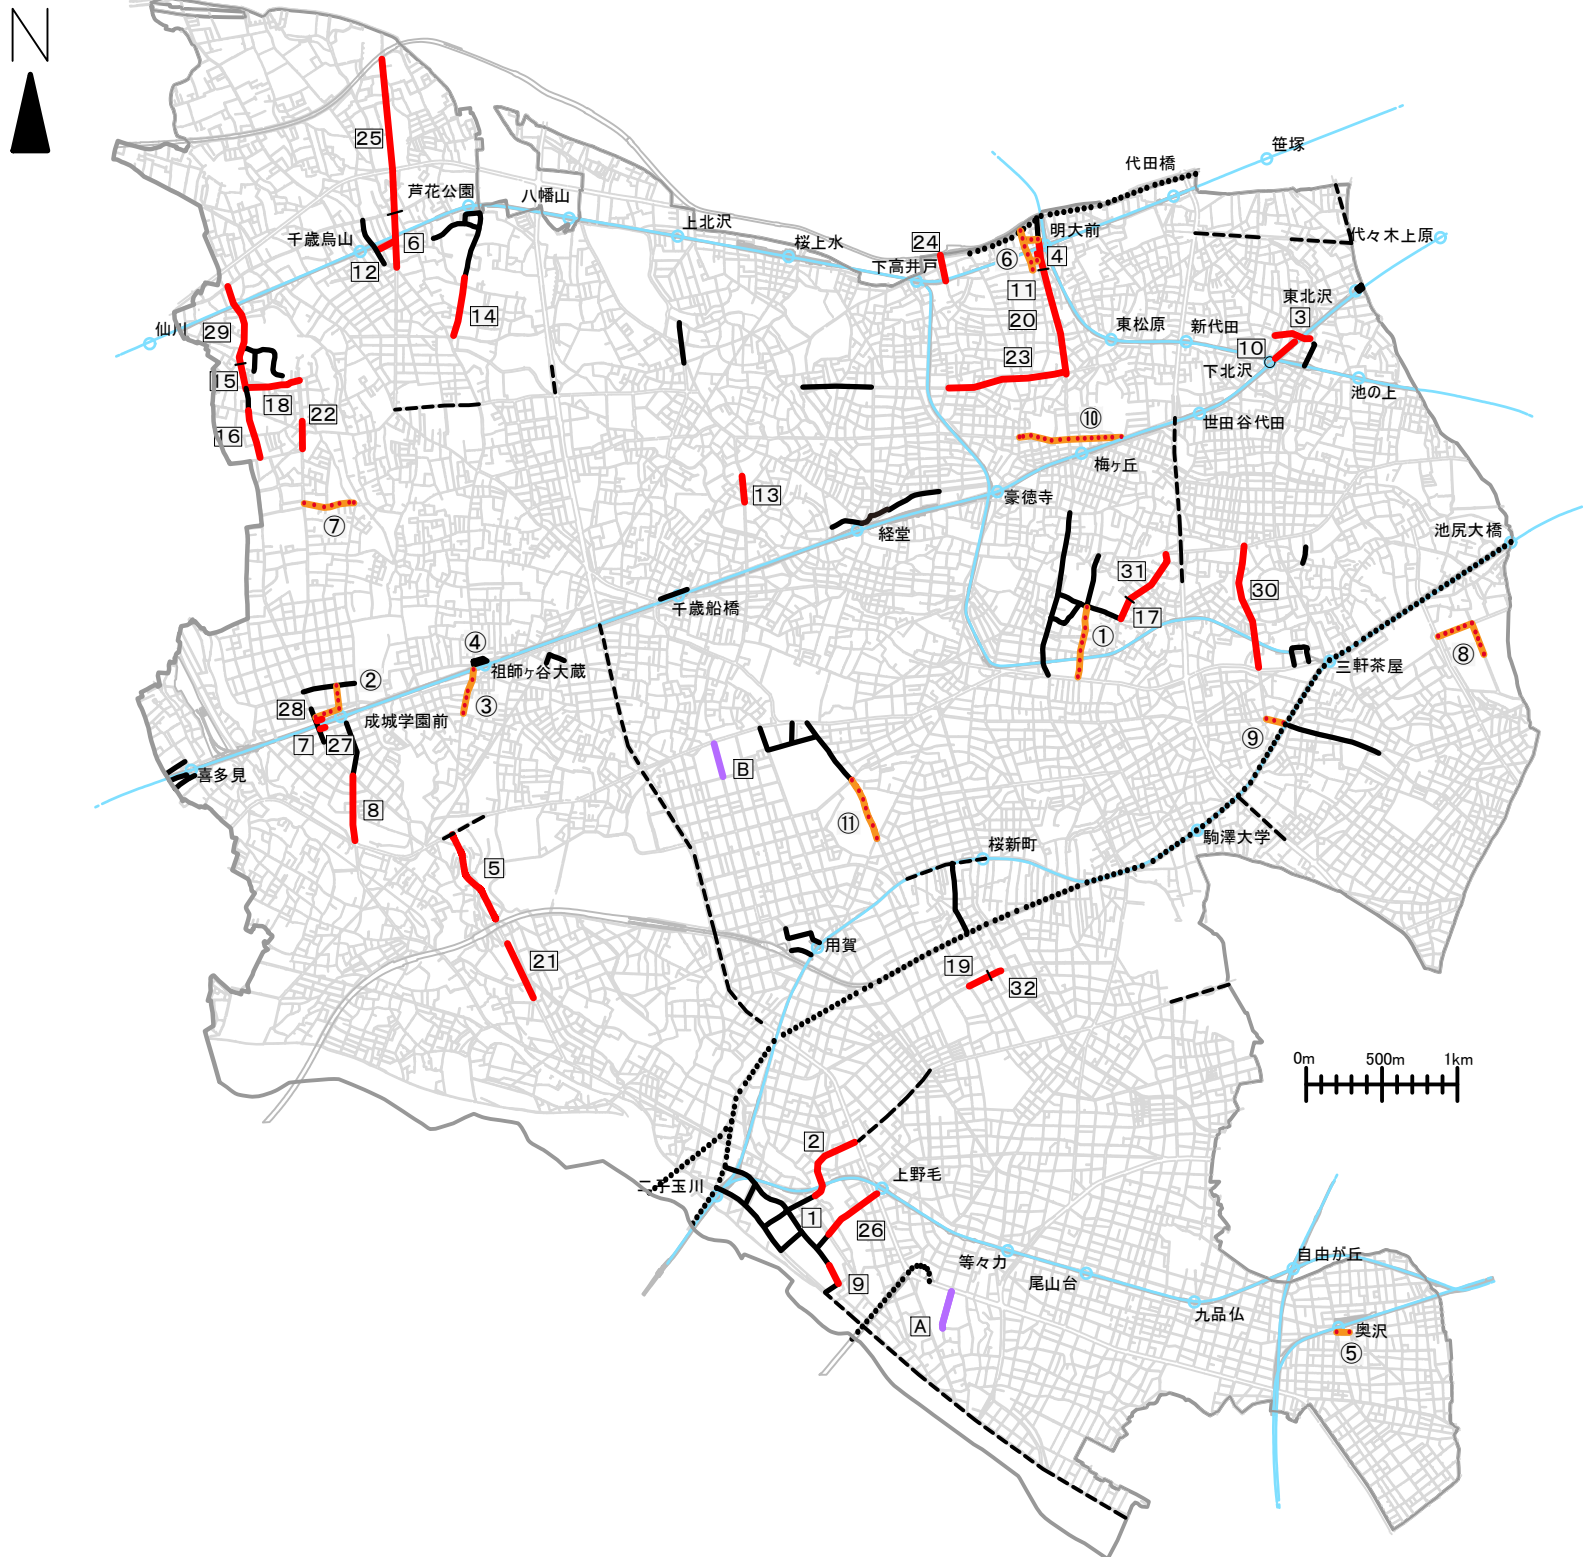 N
笹塚
代田橋
25
芦花公園
八幡山
上北沢
明大前
代々木上原
千歳烏山
6
桜上水
24
4
⑥
12
下高井戸
11
東北沢
3
14
20
東松原
新代田
仙川
29
23
10
下北沢
15
池の上
18
22
⑩
世田谷代田
16
梅ヶ丘
13
豪徳寺
⑦
経堂
池尻大橋
31
30
千歳船橋
17
①
④
祖師ヶ谷大蔵
三軒茶屋
⑧
②
28
③
成城学園前
7
27
⑨
喜多見
B
8
⑪
桜新町
駒澤大学
5
用賀
21
19
32
0m
500m
1km
2
上野毛
二子玉川
1
26
等々力
自由が丘
9
尾山台
九品仏
A
奥沢
⑤